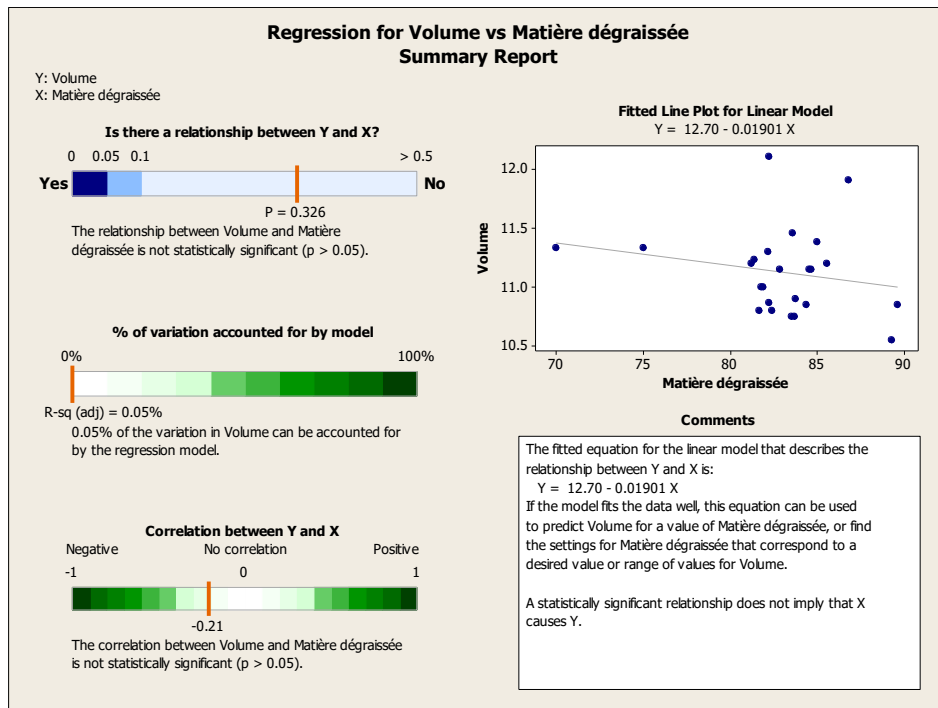 Regression for Volume vs Matière dégraissée
Summary Report
Y: Volume
X: Matière dégraissée
Is there a relationship between Y and X?
0 0.05 0.1 > 0.5
Yes No
P = 0.326
The relationship between Volume and Matière
dégraissée is not statistically significant (p > 0.05).
% of variation accounted for by model
0% 100%
R-sq (adj) = 0.05%
0.05% of the variation in Volume can be accounted for
by the regression model.
Correlation between Y and X
Negative No correlation Positive
-1 0 1
-0.21
The correlation between Volume and Matière dégraissée
is not statistically significant (p > 0.05).
Fitted Line Plot for Linear Model
Y = 12.70 - 0.01901 X
12.0
11.5
11.0
10.5
Volume
70 75 80 85 90
Matière dégraissée
Comments
The fitted equation for the linear model that describes the
relationship between Y and X is:
Y = 12.70 - 0.01901 X
If the model fits the data well, this equation can be used
to predict Volume for a value of Matière dégraissée, or find
the settings for Matière dégraissée that correspond to a
desired value or range of values for Volume.
A statistically significant relationship does not imply that X
causes Y.